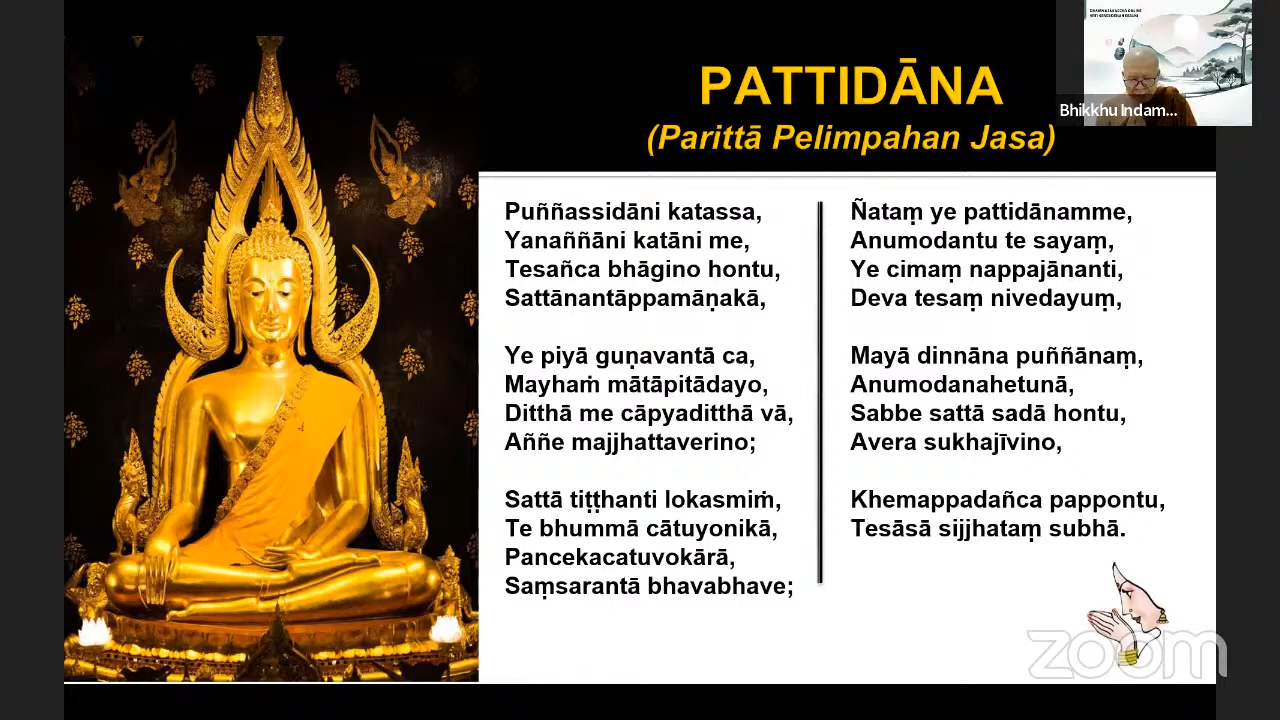 PATTIDĀNA
(Parittā Pelimpahan Jasa)
Bhikkhu Indam...
Puññassidāni katassa,
Yanaññāni katāni me,
Tesañca bhāgino hontu,
Sattānantāppamāṇakā,
Ye piyā guṇavantā ca,
Mayhaṁ mātāpitādayo,
Ditthā me cāpyaditthā vā,
Aññe majjhattaverino;
Sattā tiṭṭhanti lokasmiṁ,
Te bhummā cātuyonikā,
Pancekacatuvokārā,
Saṃsarantā bhavabhave;
Ñataṃ ye pattidānamme,
Anumodantu te sayaṃ,
Ye cimaṃ nappajānanti,
Deva tesaṃ nivedayuṃ,
Mayā dinnāna puññānaṃ,
Anumodanahetunā,
Sabbe sattā sadā hontu,
Avera sukhajīvino,
Khemappadañca pappontu,
Tesāsā sijjhataṃ subhā.
zoom